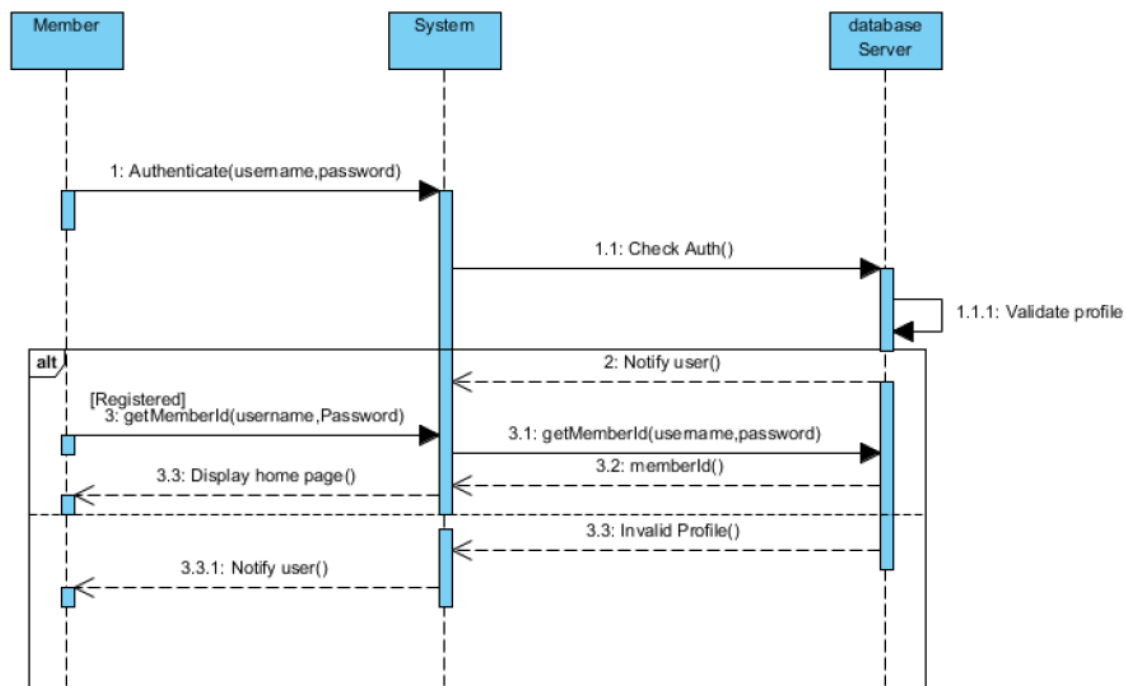 Member
System
database
Server
1: Authenticate(username,password)
1.1: Check Auth()
1.1.1: Validate profile
alt
2: Notify user()
[Registered]
3: getMemberId(username,Password)
3.1: getMemberId(username,password)
3.2: memberId()
3.3: Display home page()
3.3: Invalid Profile()
3.3.1: Notify user()